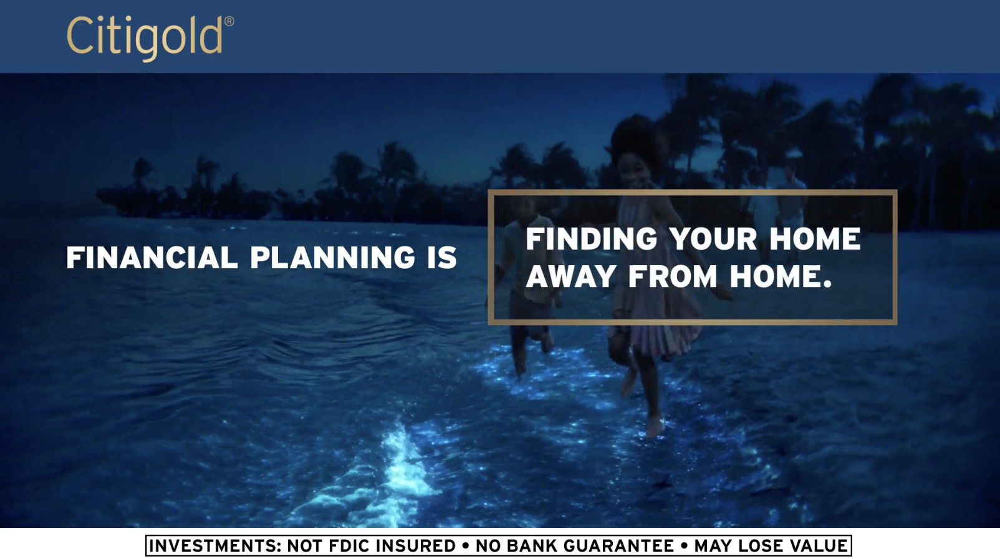 Citigold®
FINANCIAL PLANNING IS
FINDING YOUR HOME
AWAY FROM HOME.
INVESTMENTS: NOT FDIC INSURED • NO BANK GUARANTEE • MAY LOSE VALUE